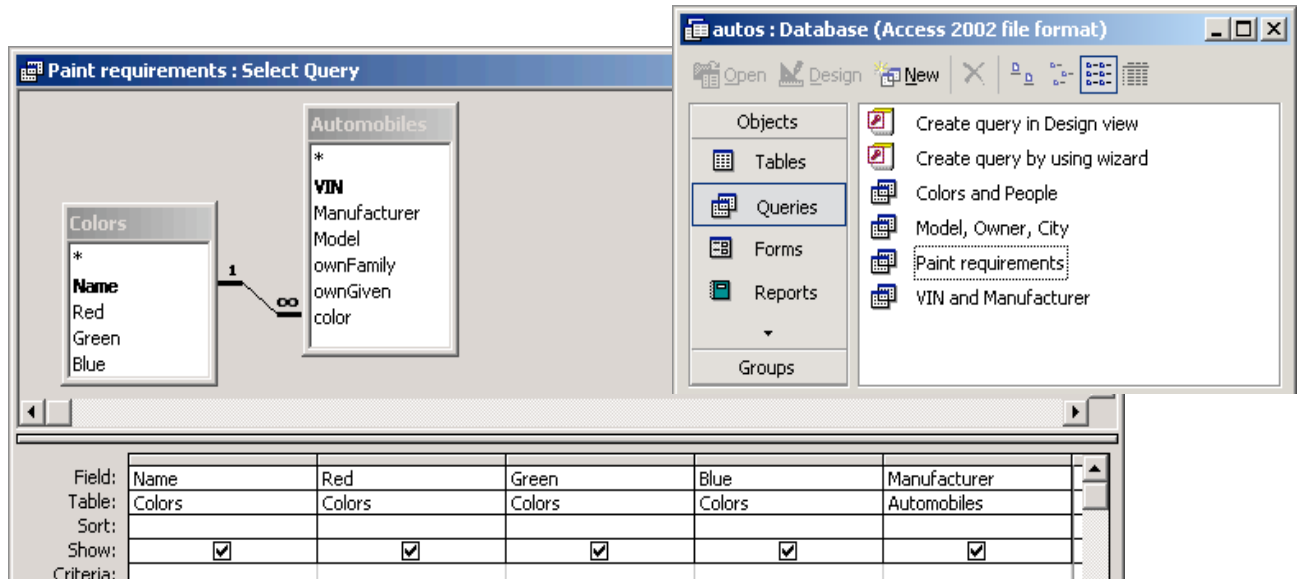 autos : Database (Access 2002 file format)
Open Design New
Objects
Tables
Queries
Forms
Reports
Groups
Create query in Design view
Create query by using wizard
Colors and People
Model, Owner, City
Paint requirements
VIN and Manufacturer
Paint requirements : Select Query
Colors
*
Name
Red
Green
Blue
1
∞
Automobiles
*
VIN
Manufacturer
Model
ownFamily
ownGiven
color
Field: Name Red Green Blue Manufacturer
Table: Colors Colors Colors Colors Automobiles
Sort:
Show:
Criteria: